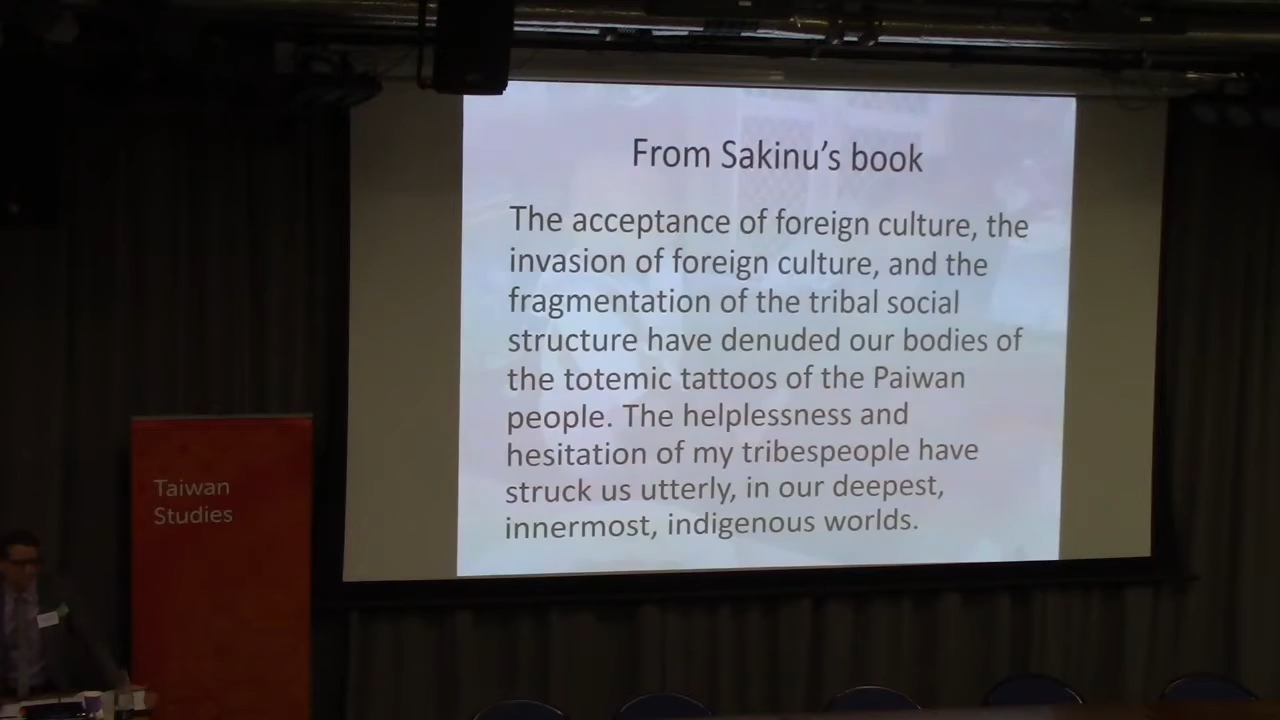 From Sakinu's book
The acceptance of foreign culture, the
invasion of foreign culture, and the
fragmentation of the tribal social
structure have denuded our bodies of
the totemic tattoos of the Paiwan
people. The helplessness and
hesitation of my tribespeople have
struck us utterly, in our deepest,
innermost, indigenous worlds.
Taiwan
Studies